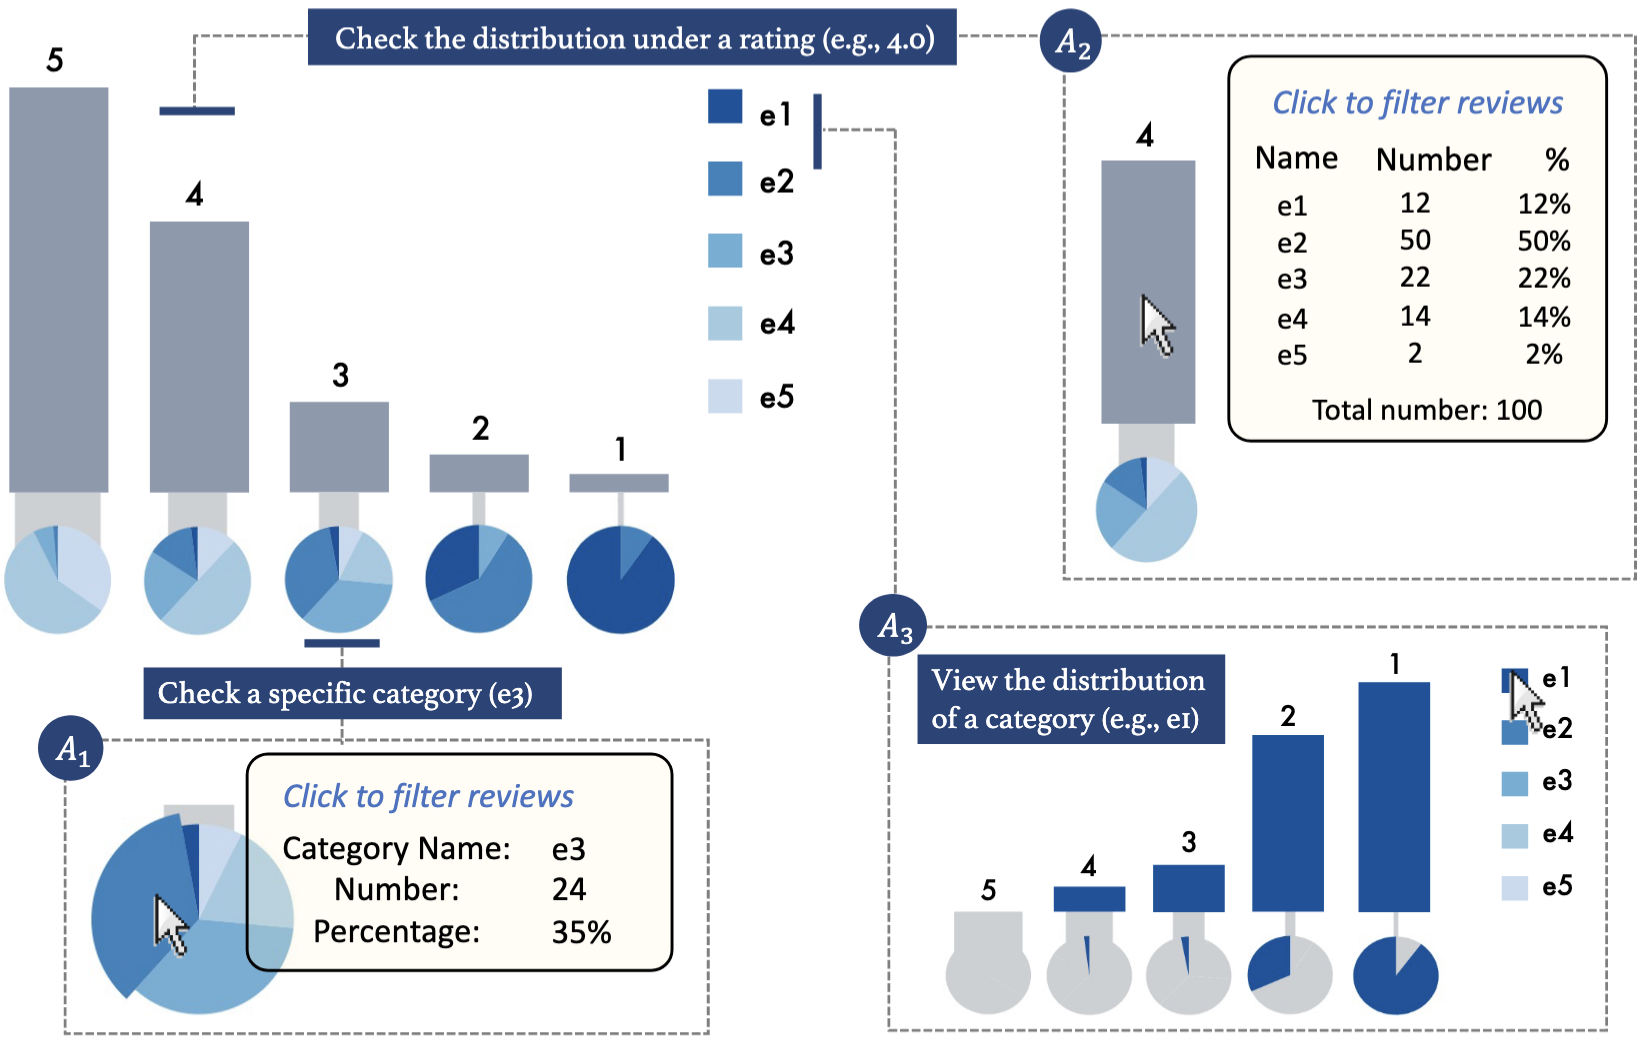 Check the distribution under a rating (e.g., 4.0)
5
4
3
2
1
e1
e2
e3
e4
e5
A2
4
Click to filter reviews
Name Number %
e1 12 12%
e2 50 50%
e3 22 22%
e4 14 14%
e5 2 2%
Total number: 100
Check a specific category (e3)
A1
Click to filter reviews
Category Name: e3
Number: 24
Percentage: 35%
A3
View the distribution
of a category (e.g., e1)
5
4
3
2
1
e1
e2
e3
e4
e5